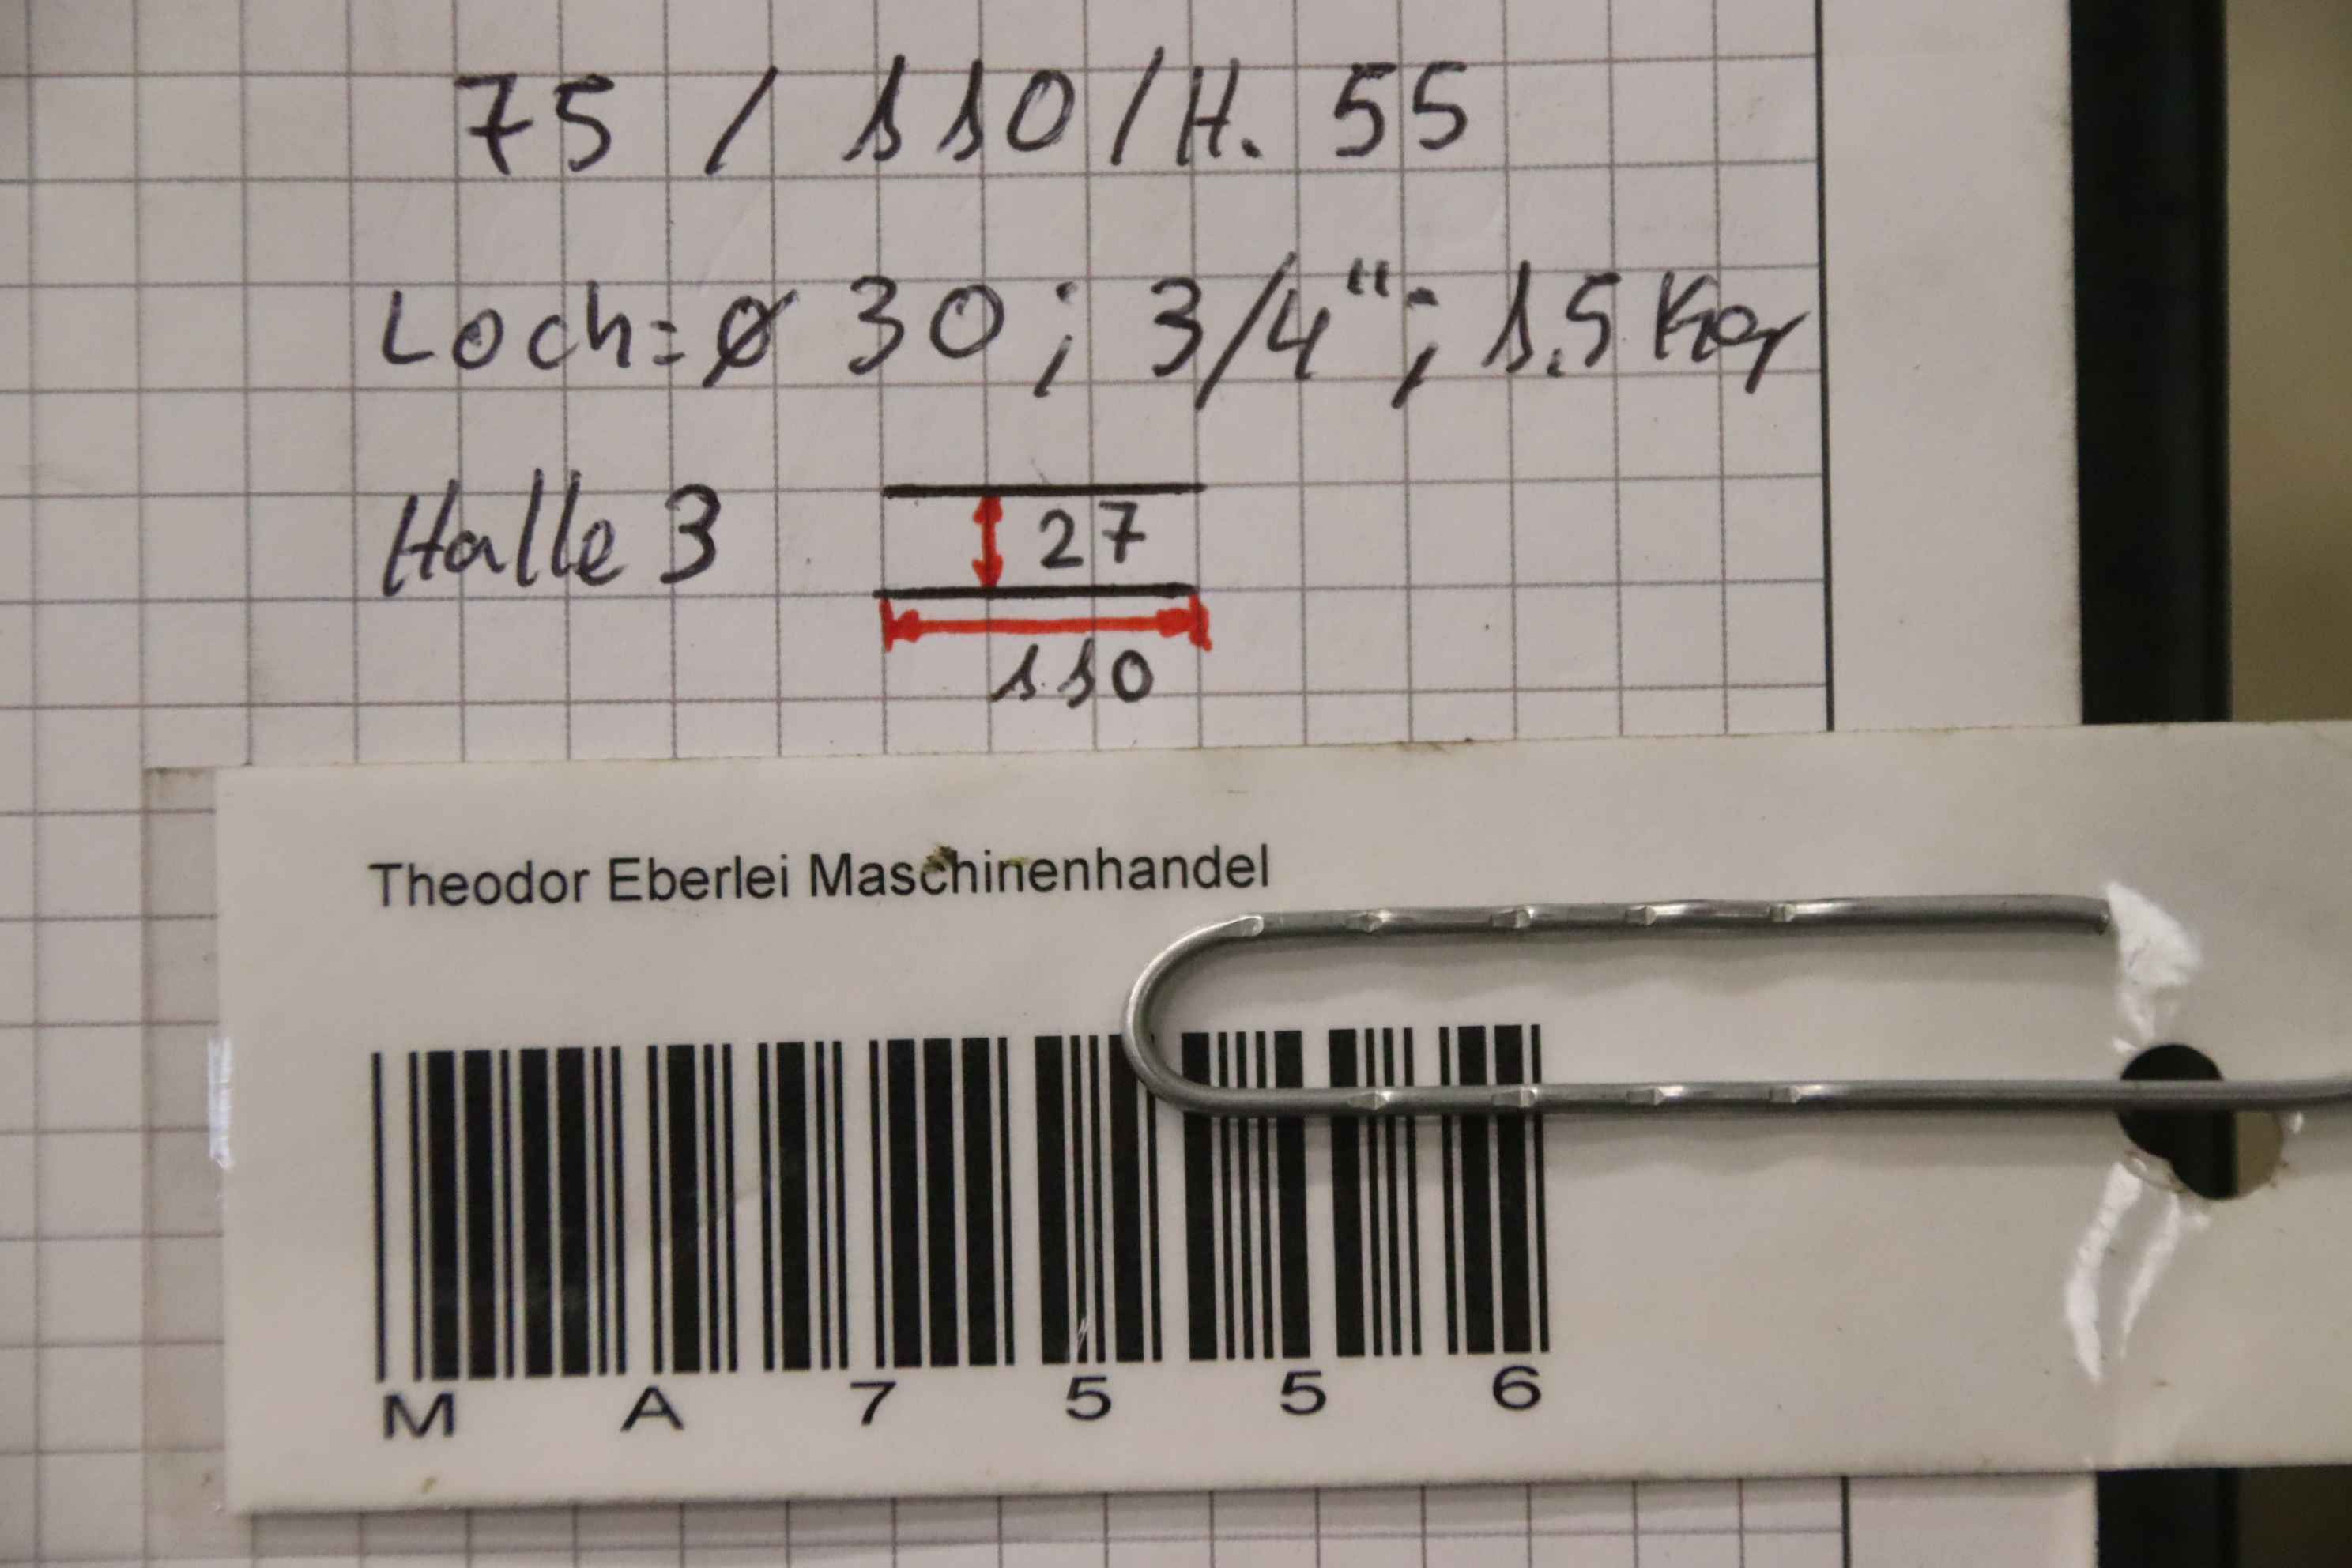 75 / 110 / H. 55
Loch=ø 30; 3/4"; 1.5 Kg
Halle 3
27
110
Theodor Eberlei Maschinenhandel
M A 7 5 5 6